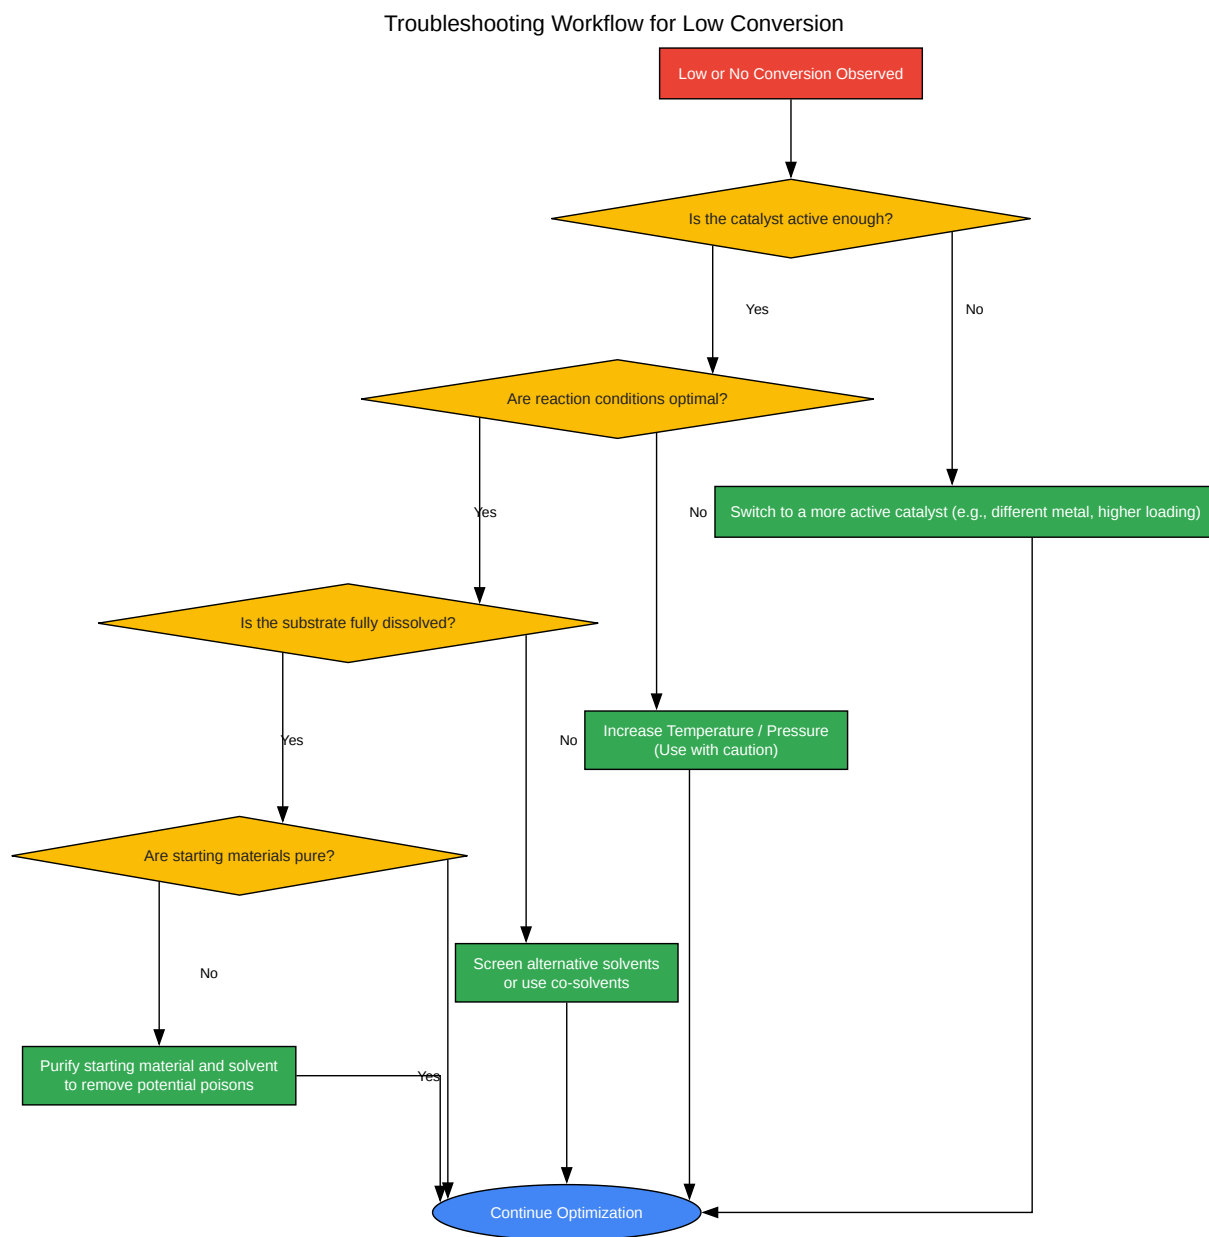 Troubleshooting Workflow for Low Conversion
Low or No Conversion Observed
Is the catalyst active enough?
Yes
No
Are reaction conditions optimal?
Yes
No
Switch to a more active catalyst (e.g., different metal, higher loading)
Is the substrate fully dissolved?
Yes
No
Increase Temperature / Pressure
(Use with caution)
Are starting materials pure?
No
Screen alternative solvents
or use co-solvents
Purify starting material and solvent
to remove potential poisons
Yes
Continue Optimization